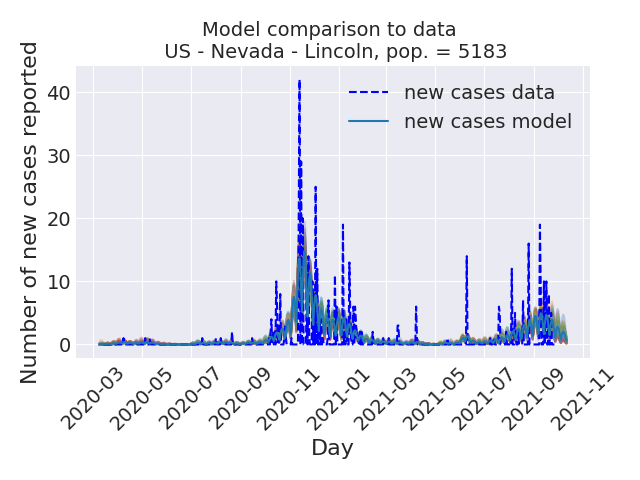 Model comparison to data
US - Nevada - Lincoln, pop. = 5183
Number of new cases reported
40
30
20
10
0
new cases data
new cases model
2020-03
2020-05
2020-07
2020-09
2020-11
2021-01
2021-03
2021-05
2021-07
2021-09
2021-11
Day